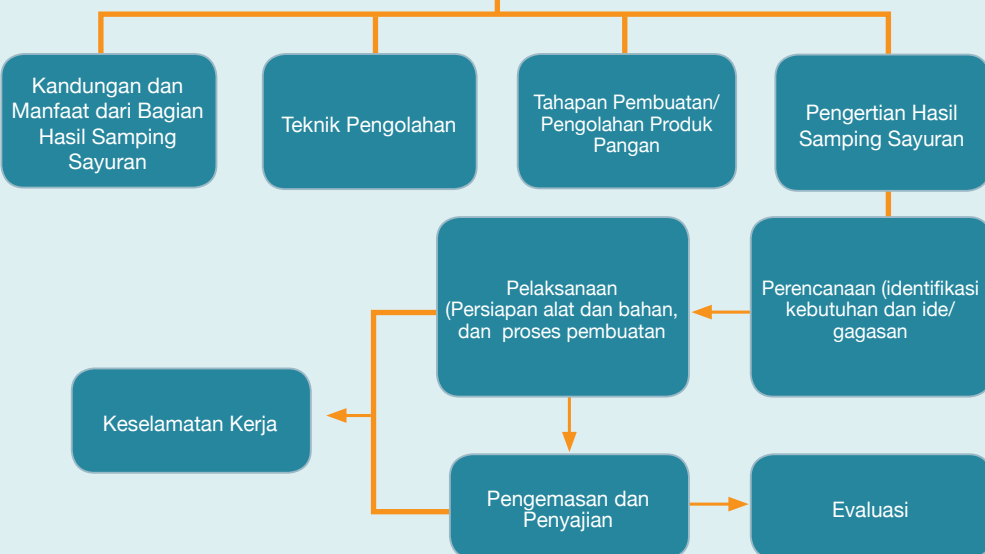 Kandungan dan
Manfaat dari Bagian
Hasil Samping
Sayuran
Teknik Pengolahan
Tahapan Pembuatan/
Pengolahan Produk
Pangan
Pengertian Hasil
Samping Sayuran
Pelaksanaan
(Persiapan alat dan bahan,
dan proses pembuatan
Perencanaan (identifikasi
kebutuhan dan ide/
gagasan
Keselamatan Kerja
Pengemasan dan
Penyajian
Evaluasi